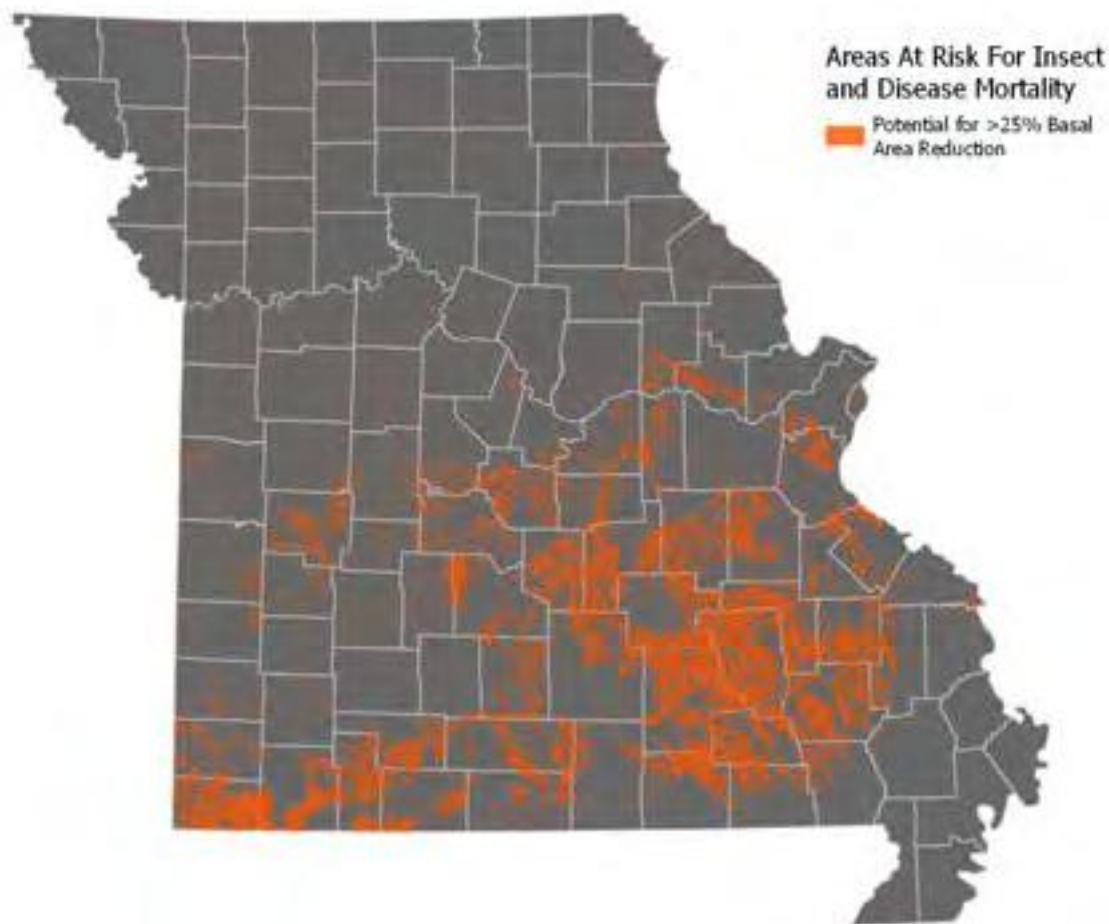 Areas At Risk For Insect
and Disease Mortality
Potential for >25% Basal
Area Reduction